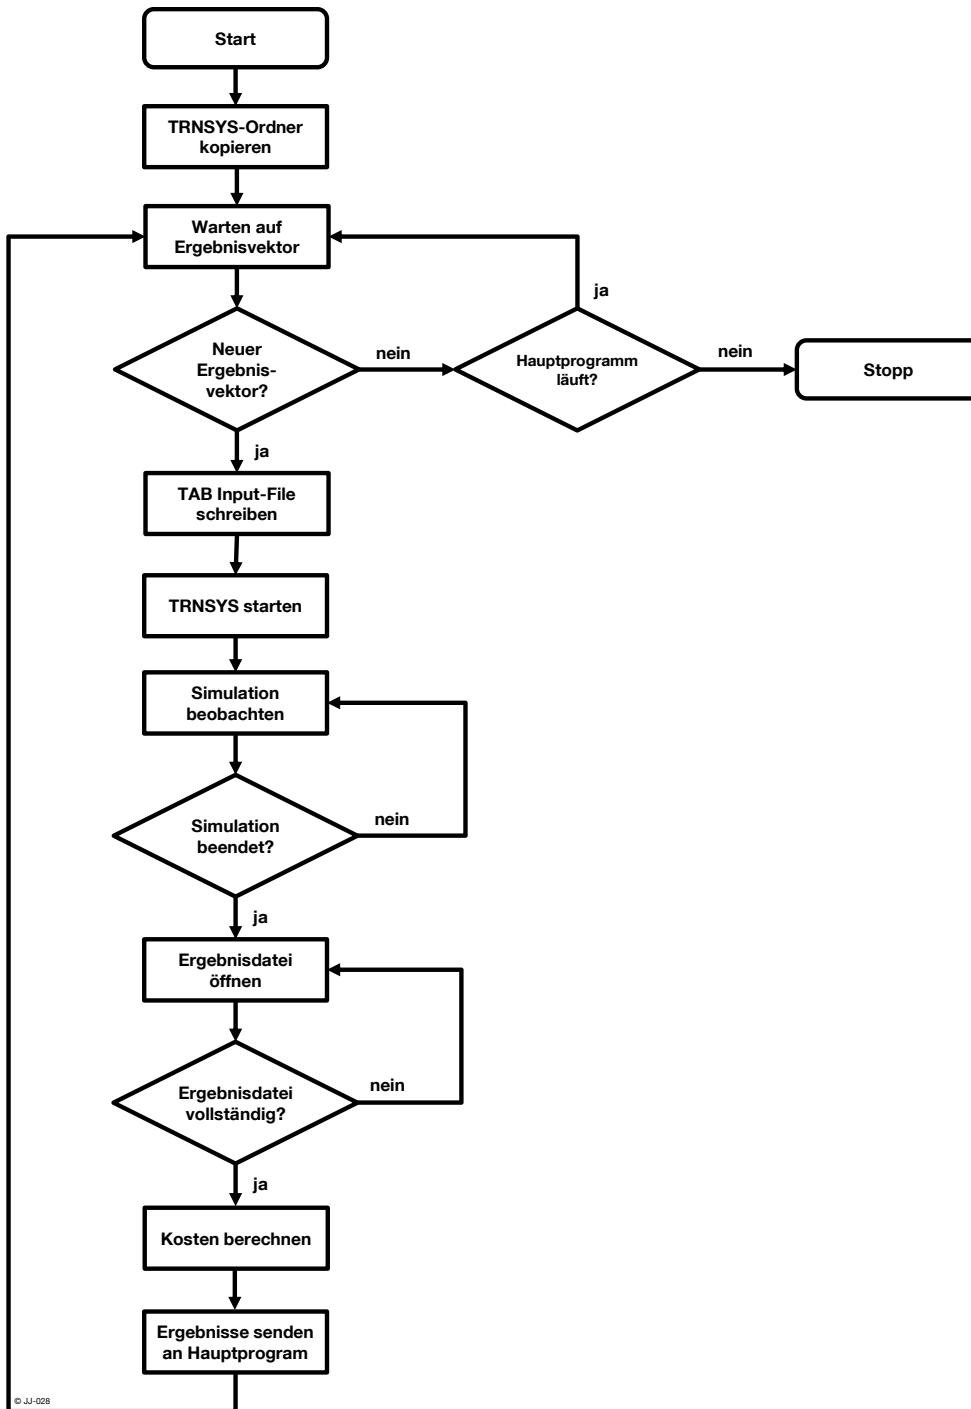 Start
TRNSYS-Ordner
kopieren
Warten auf
Ergebnisvektor
ja
Neuer
Ergebnis-
vektor?
nein
Hauptprogramm
läuft?
nein
Stopp
ja
TAB Input-File
schreiben
TRNSYS starten
Simulation
beobachten
Simulation
beendet?
nein
ja
Ergebnisdatei
öffnen
Ergebnisdatei
vollständig?
nein
ja
Kosten berechnen
Ergebnisse senden
an Hauptprogram
© JJ-028